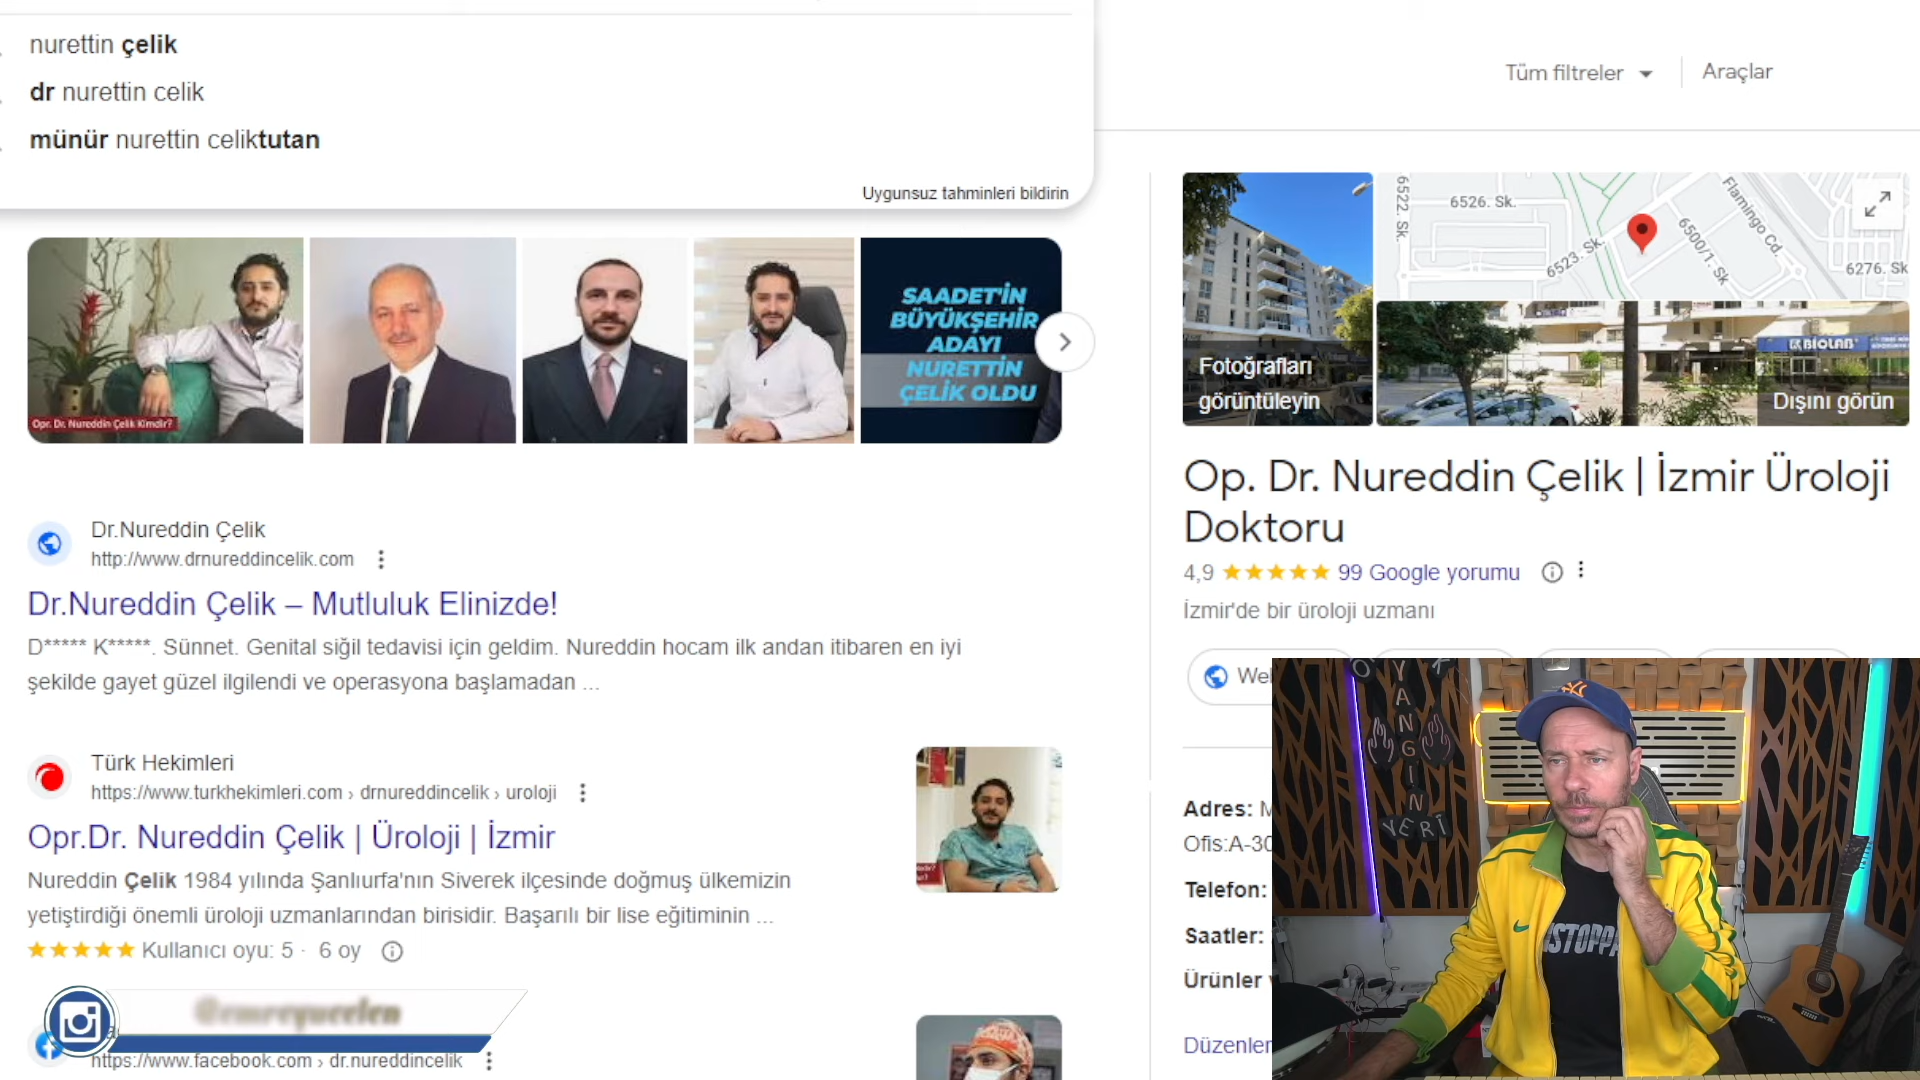 nurettin çelik
dr nurettin celik
münür nurettin celiktutan
Uygunsuz tahminleri bildirin
Tüm filtreler
Araçlar
Opr. Dr. Nureddin Çelik Kimdir?
SAADET'İN
BÜYÜKŞEHİR
ADAYI
NURETTİN
ÇELİK OLDU
Dr.Nureddin Çelik
http://www.drnureddincelik.com
Dr.Nureddin Çelik – Mutluluk Elinizde!
D***** K*****. Sünnet. Genital siğil tedavisi için geldim. Nureddin hocam ilk andan itibaren en iyi
şekilde gayet güzel ilgilendi ve operasyona başlamadan ...
Türk Hekimleri
https://www.turkhekimleri.com › drnureddincelik › uroloji
Opr.Dr. Nureddin Çelik | Üroloji | İzmir
Nureddin Çelik 1984 yılında Şanlıurfa'nın Siverek ilçesinde doğmuş ülkemizin
yetiştirdiği önemli üroloji uzmanlarından birisidir. Başarılı bir lise eğitiminin ...
Kullanıcı oyu: 5 · 6 oy
https://www.facebook.com › dr.nureddincelik
6522. Sk.
6526. Sk.
6523. Sk.
Flamingo Cd.
6500/1. Sk.
6276. Sk
Fotoğrafları
görüntüleyin
BIOLAB
Dışını görün
Op. Dr. Nureddin Çelik | İzmir Üroloji
Doktoru
4,9 99 Google yorumu
İzmir'de bir üroloji uzmanı
Wel
Adres: M
Ofis:A-30
Telefon:
Saatler:
Ürünler
Düzenler
YANGIN
YERİ